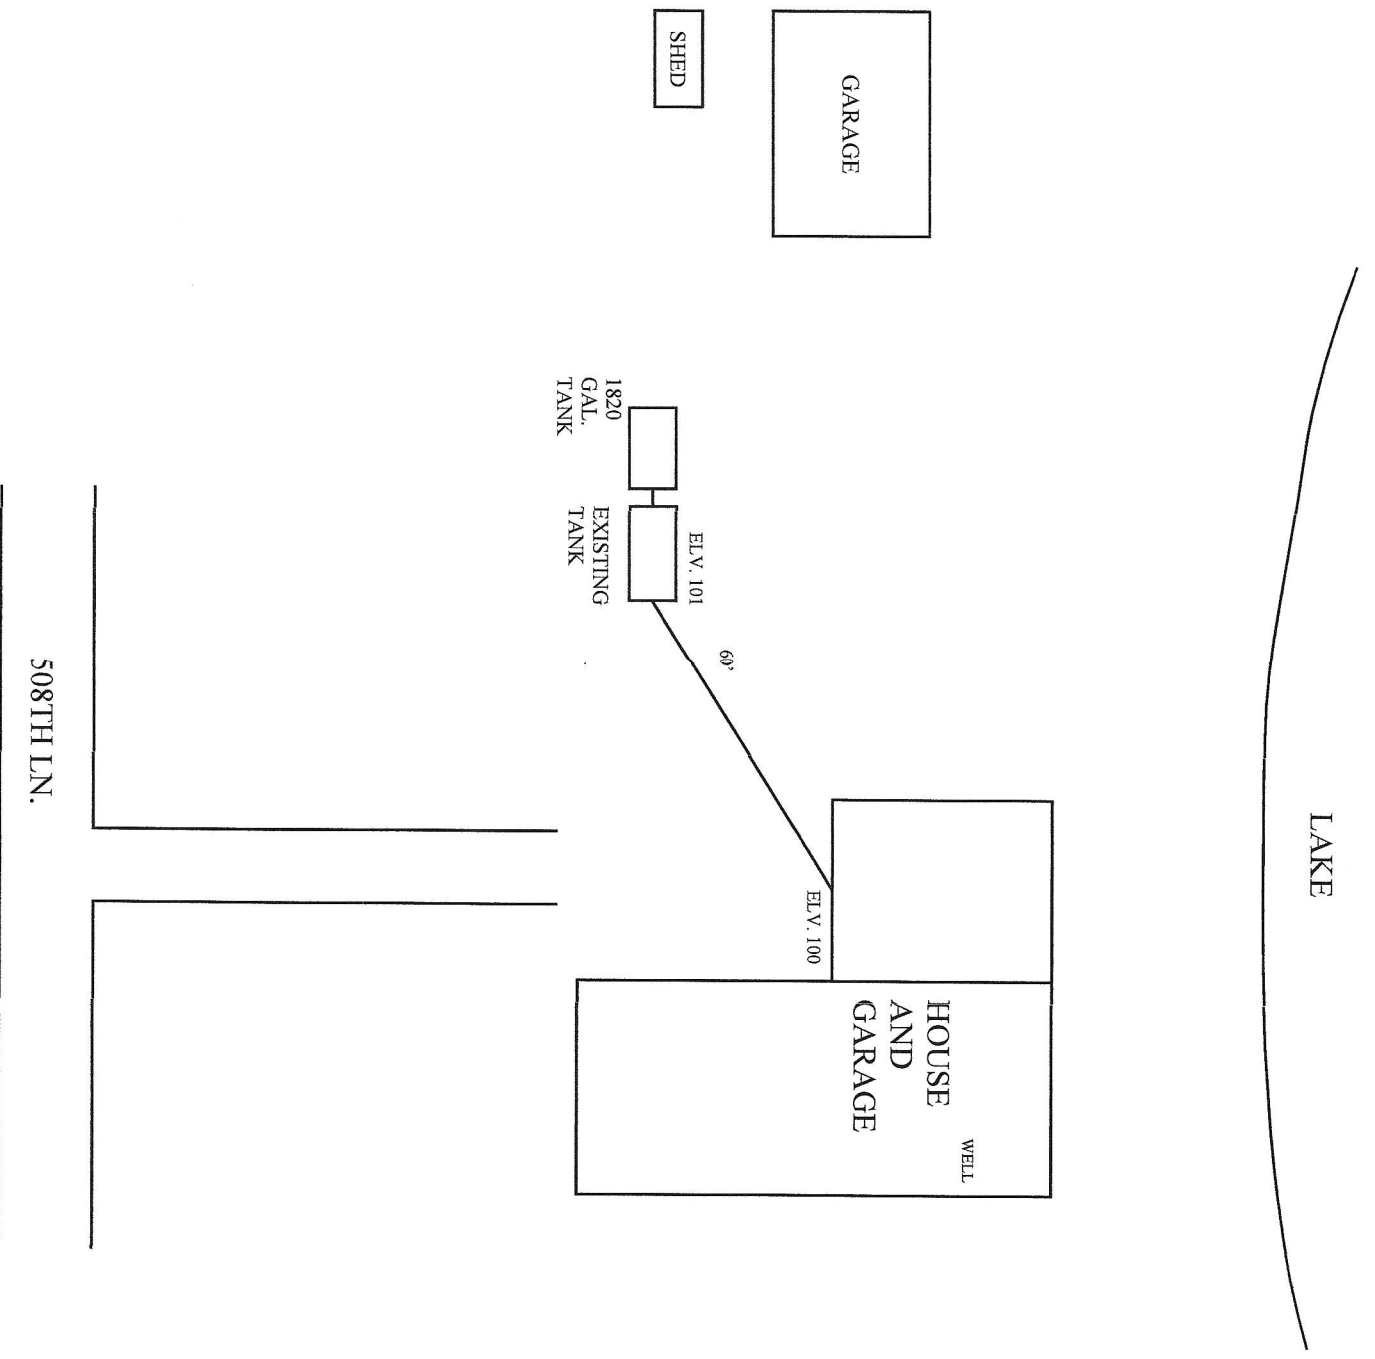 LAKE
WELL
HOUSE
AND
GARAGE
GARAGE
ELV. 100
60'
ELV. 101
SHED
1820
GAL.
TANK
EXISTING
TANK
508TH LN.